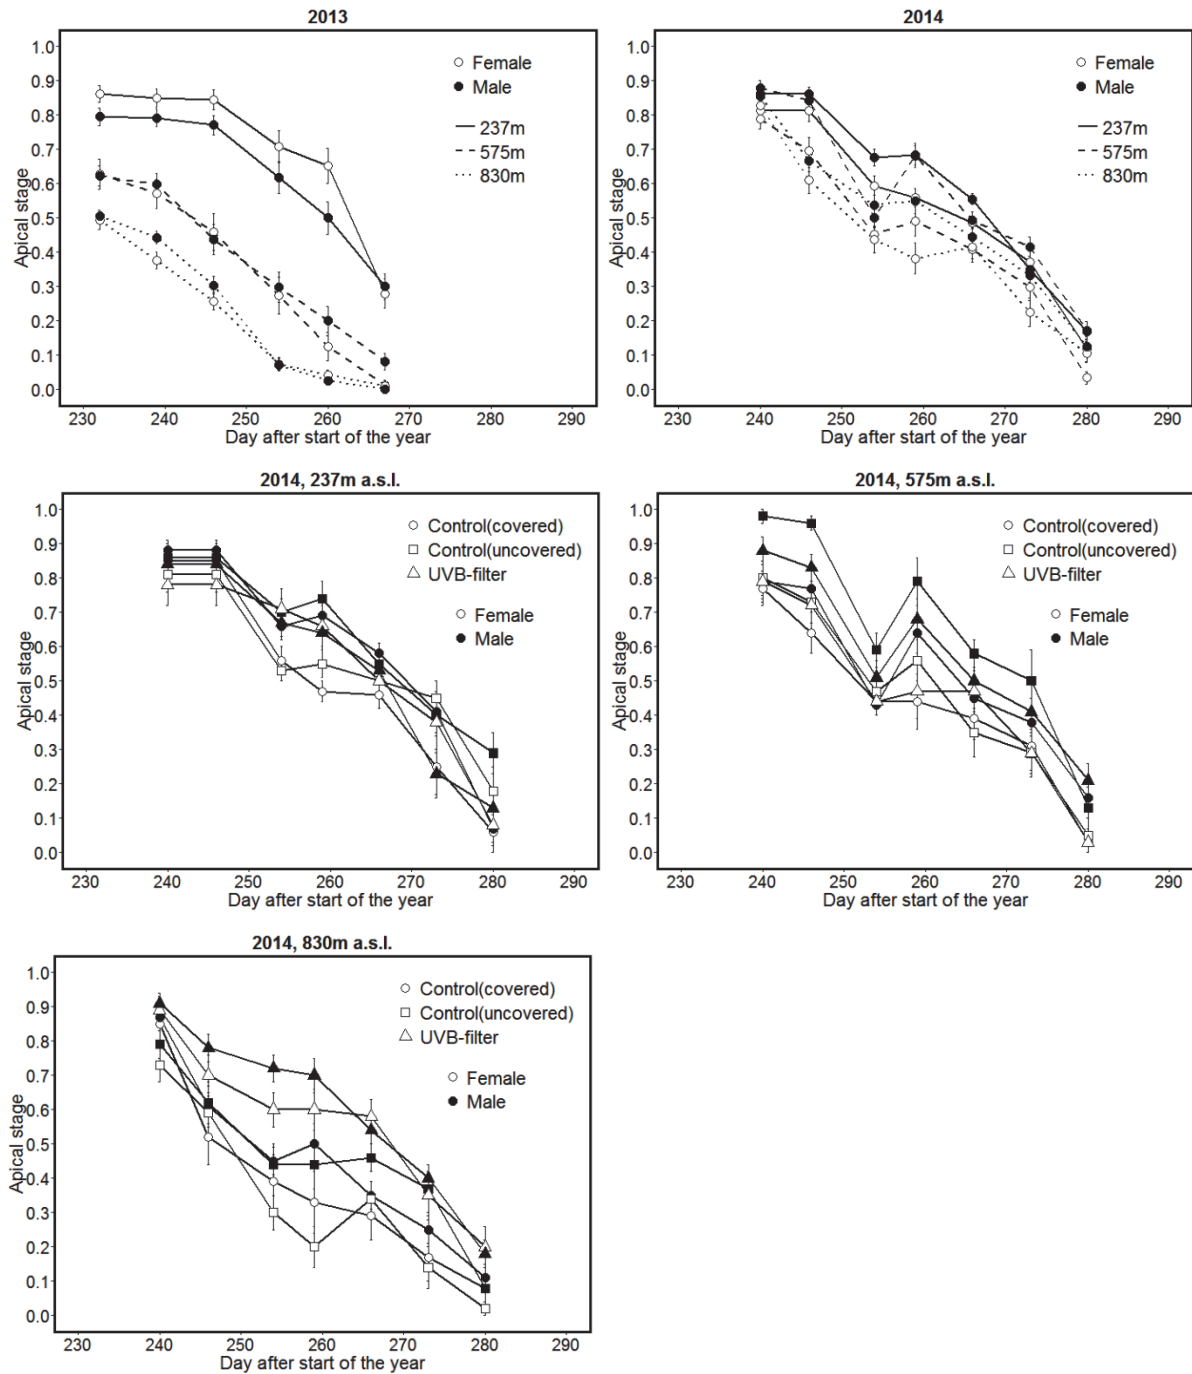 2013
1.0
0.9
0.8
0.7
0.6
0.5
0.4
0.3
0.2
0.1
0.0
Apical stage
Female
Male
237m
575m
830m
230 240 250 260 270 280 290
Day after start of the year
2014
1.0
0.9
0.8
0.7
0.6
0.5
0.4
0.3
0.2
0.1
0.0
Apical stage
Female
Male
237m
575m
830m
230 240 250 260 270 280 290
Day after start of the year
2014, 237m a.s.l.
1.0
0.9
0.8
0.7
0.6
0.5
0.4
0.3
0.2
0.1
0.0
Apical stage
Control(covered)
Control(uncovered)
UVB-filter
Female
Male
230 240 250 260 270 280 290
Day after start of the year
2014, 575m a.s.l.
1.0
0.9
0.8
0.7
0.6
0.5
0.4
0.3
0.2
0.1
0.0
Apical stage
Control(covered)
Control(uncovered)
UVB-filter
Female
Male
230 240 250 260 270 280 290
Day after start of the year
2014, 830m a.s.l.
1.0
0.9
0.8
0.7
0.6
0.5
0.4
0.3
0.2
0.1
0.0
Apical stage
Control(covered)
Control(uncovered)
UVB-filter
Female
Male
230 240 250 260 270 280 290
Day after start of the year